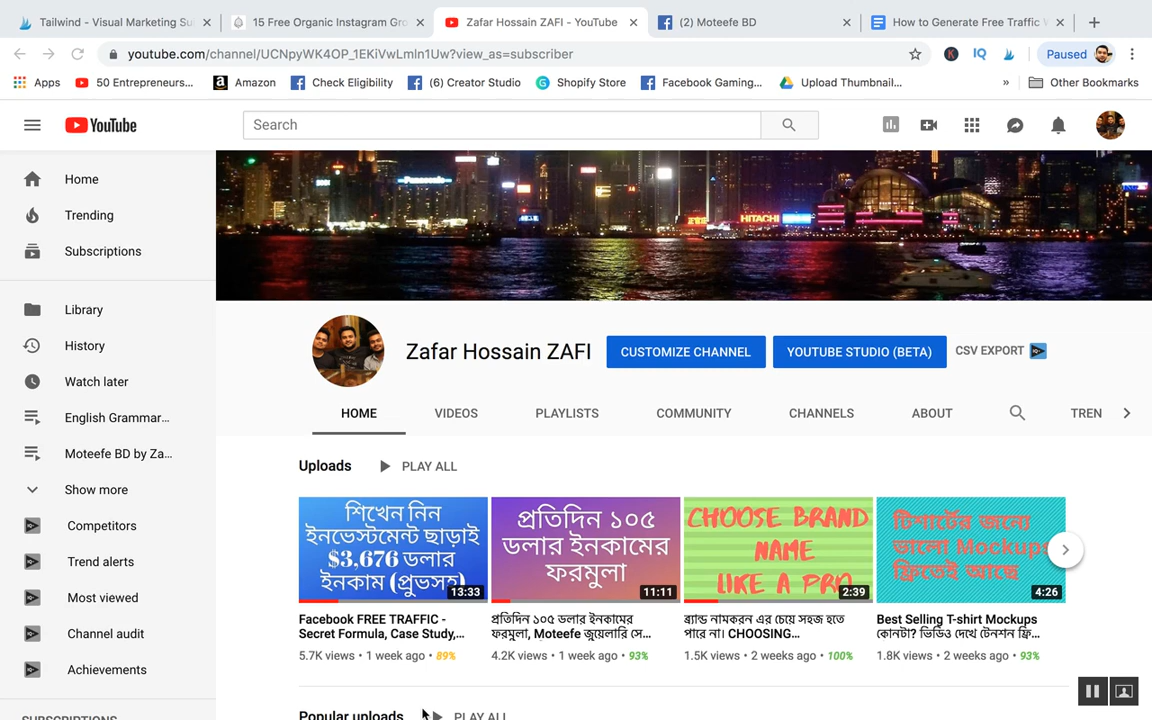 Tailwind - Visual Marketing Su
15 Free Organic Instagram Gro
Zafar Hossain ZAFI - YouTube
(2) Moteefe BD
How to Generate Free Traffic W
youtube.com/channel/UCNpyWK4OP_1EKiVwLmln1Uw?view_as=subscriber
IQ
Paused
Apps
50 Entrepreneurs...
Amazon
Check Eligibility
(6) Creator Studio
Shopify Store
Facebook Gaming...
Upload Thumbnail...
»
Other Bookmarks
YouTube
Search
Home
Trending
Subscriptions
Library
History
Watch later
English Grammar...
Moteefe BD by Za...
Show more
Competitors
Trend alerts
Most viewed
Channel audit
Achievements
SUBSCRIPTIONS
Panasonic
HITACHI
Zafar Hossain ZAFI
CUSTOMIZE CHANNEL
YOUTUBE STUDIO (BETA)
CSV EXPORT
HOME
VIDEOS
PLAYLISTS
COMMUNITY
CHANNELS
ABOUT
TREN
Uploads
PLAY ALL
শিখে নিন
ইনভেস্টমেন্ট ছাড়াই
$3,676 ডলার
ইনকাম (প্রুভসহ)
13:33
Facebook FREE TRAFFIC -
Secret Formula, Case Study,...
5.7K views • 1 week ago • 89%
প্রতিদিন ১০৫
ডলার ইনকামের
ফরমুলা
11:11
প্রতিদিন ১০৫ ডলার ইনকামের
ফরমুলা, Moteefe জুয়েলারি সে...
4.2K views • 1 week ago • 93%
CHOOSE BRAND
NAME
LIKE A PRO
2:39
ব্র্যান্ড নামকরন এর চেয়ে সহজ হতে
পারে না। CHOOSING...
1.5K views • 2 weeks ago • 100%
টিশার্টের জন্যে
ভালো Mockups
ফ্রিতেই আছে
4:26
Best Selling T-shirt Mockups
কোনটা? ভিডিও দেখে টেনশন ফ্রি...
1.8K views • 2 weeks ago • 93%
Popular uploads
PLAY ALL